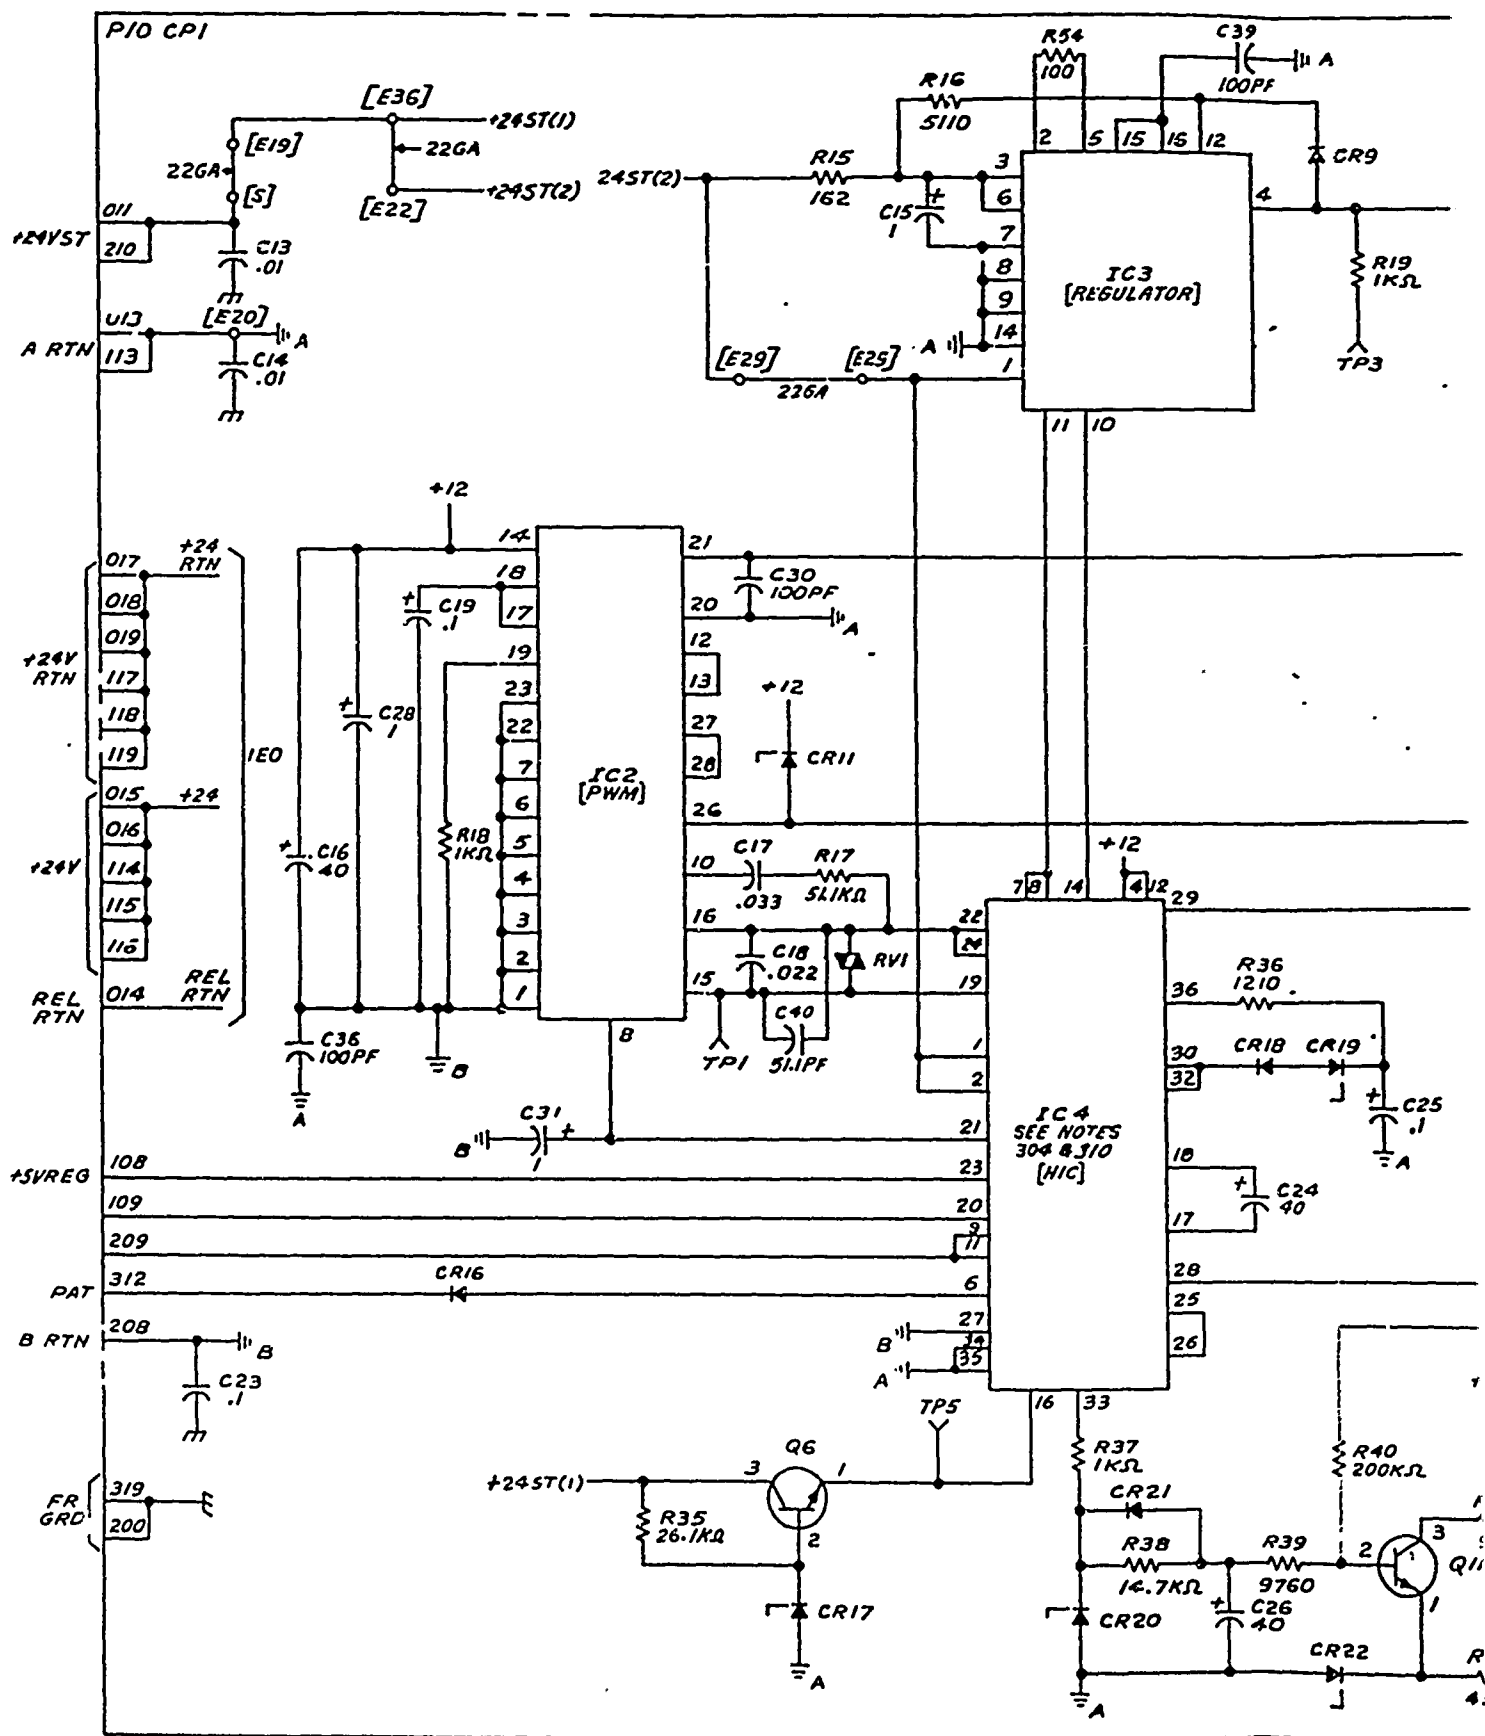 P/O CP1
[E36]
+24ST(1)
[E19]
22GA
22GA
[S]
[E22]
+24ST(2)
011
+24VST
210
C13
.01
013
[E20]
A
A RTN
113
C14
.01
R54
100
C39
100PF
A
R16
5110
2
5
15
16
12
CR9
R15
162
24ST(2)
3
6
C15
+
1
7
8
9
14
A
1
4
IC3
[REGULATOR]
R19
1KΩ
TP3
[E29]
[E25]
22GA
11
10
+12
14
18
17
19
23
22
7
6
5
4
3
2
1
+
C19
.1
+
C28
1
+
C16
40
R18
1KΩ
C36
100PF
A
B
IC2
[PWM]
21
20
12
13
27
28
26
10
16
15
8
C30
100PF
A
+12
CR11
C17
.033
R17
51.1KΩ
C18
.022
RV1
C40
51.1PF
TP1
017
+24
RTN
018
019
+24V
RTN
117
118
119
1E0
015
+24
016
+24V
114
115
116
REL
RTN
REL
RTN
014
+12
7
8
14
4
12
29
22
24
19
1
2
21
23
20
9
11
6
27
34
35
B
A
IC4
SEE NOTES
304 & 310
[HIC]
36
30
32
18
17
28
25
26
16
33
R36
1210
CR18
CR19
+
C25
.1
A
+
C24
40
B
C31
+
1
+5VREG
108
109
209
PAT
312
CR16
B RTN
208
B
C23
.1
FR
GRD
319
200
TP5
Q6
+24ST(1)
3
1
2
R35
26.1KΩ
CR17
A
R37
1KΩ
CR21
R38
14.7KΩ
R39
9760
R40
200KΩ
2
3
1
CR20
+
C26
40
CR22
A